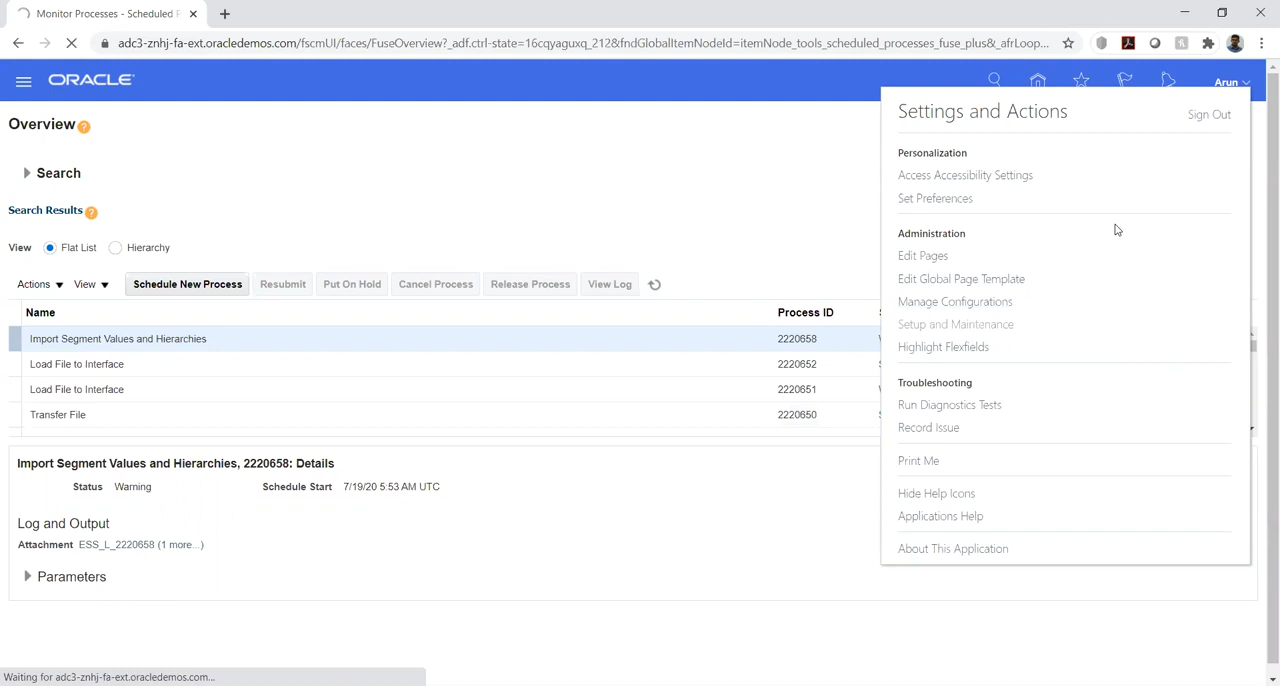 Monitor Processes - Scheduled P
adc3-znhj-fa-ext.oracledemos.com/fscmUI/faces/FuseOverview?_adf.ctrl-state=16cqyaguxq_212&fndGlobalItemNodeId=itemNode_tools_scheduled_processes_fuse_plus&_afrLoop...
ORACLE
Arun
Overview
Settings and Actions
Sign Out
Personalization
Access Accessibility Settings
Set Preferences
Administration
Edit Pages
Edit Global Page Template
Manage Configurations
Setup and Maintenance
Highlight Flexfields
Troubleshooting
Run Diagnostics Tests
Record Issue
Print Me
Hide Help Icons
Applications Help
About This Application
Search
Search Results
View Flat List Hierarchy
Actions View Schedule New Process Resubmit Put On Hold Cancel Process Release Process View Log
Name Process ID
Import Segment Values and Hierarchies 2220658
Load File to Interface 2220652
Load File to Interface 2220651
Transfer File 2220650
Import Segment Values and Hierarchies, 2220658: Details
Status Warning Schedule Start 7/19/20 5:53 AM UTC
Log and Output
Attachment ESS_L_2220658 (1 more...)
Parameters
Waiting for adc3-znhj-fa-ext.oracledemos.com...